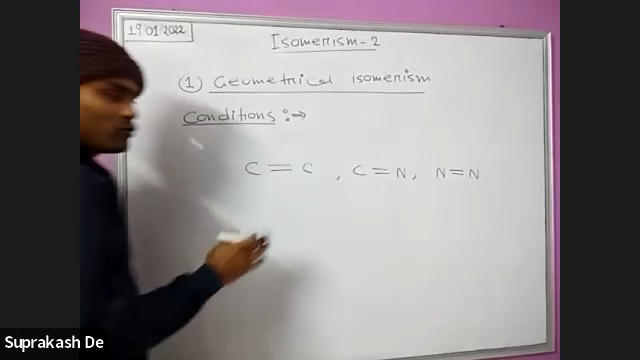 19/01/2022
Isomerism-2
① Geometrical isomerism
Conditions :⇒
C = C , C = N, N = N
Suprakash De